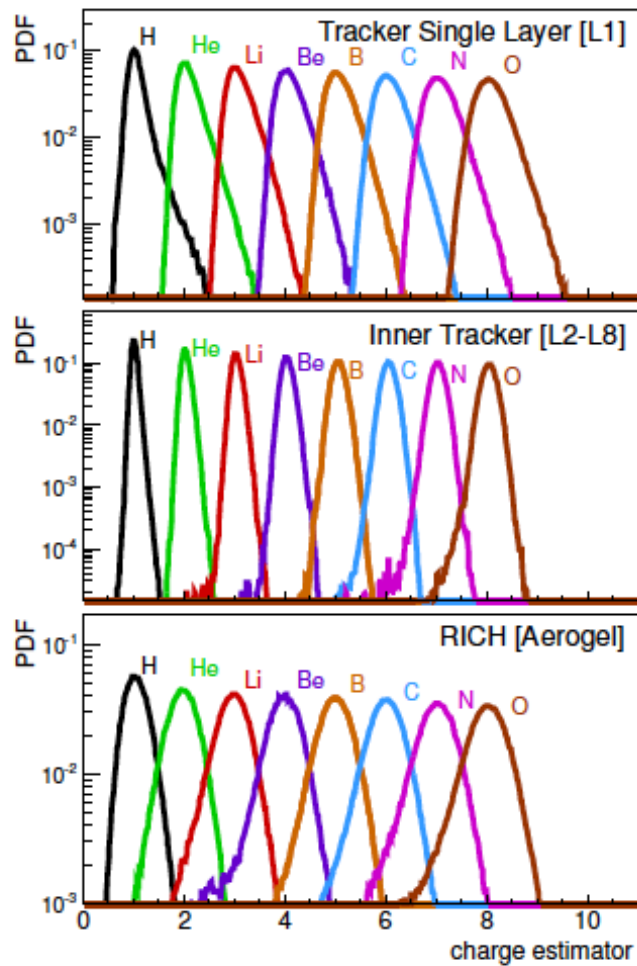 PDF
Tracker Single Layer [L1]
H He Li Be B C N O
10⁻¹
10⁻²
10⁻³
PDF
Inner Tracker [L2-L8]
H He Li Be B C N O
10⁻¹
10⁻²
10⁻³
10⁻⁴
PDF
RICH [Aerogel]
H He Li Be B C N O
10⁻¹
10⁻²
10⁻³
0 2 4 6 8 10
charge estimator